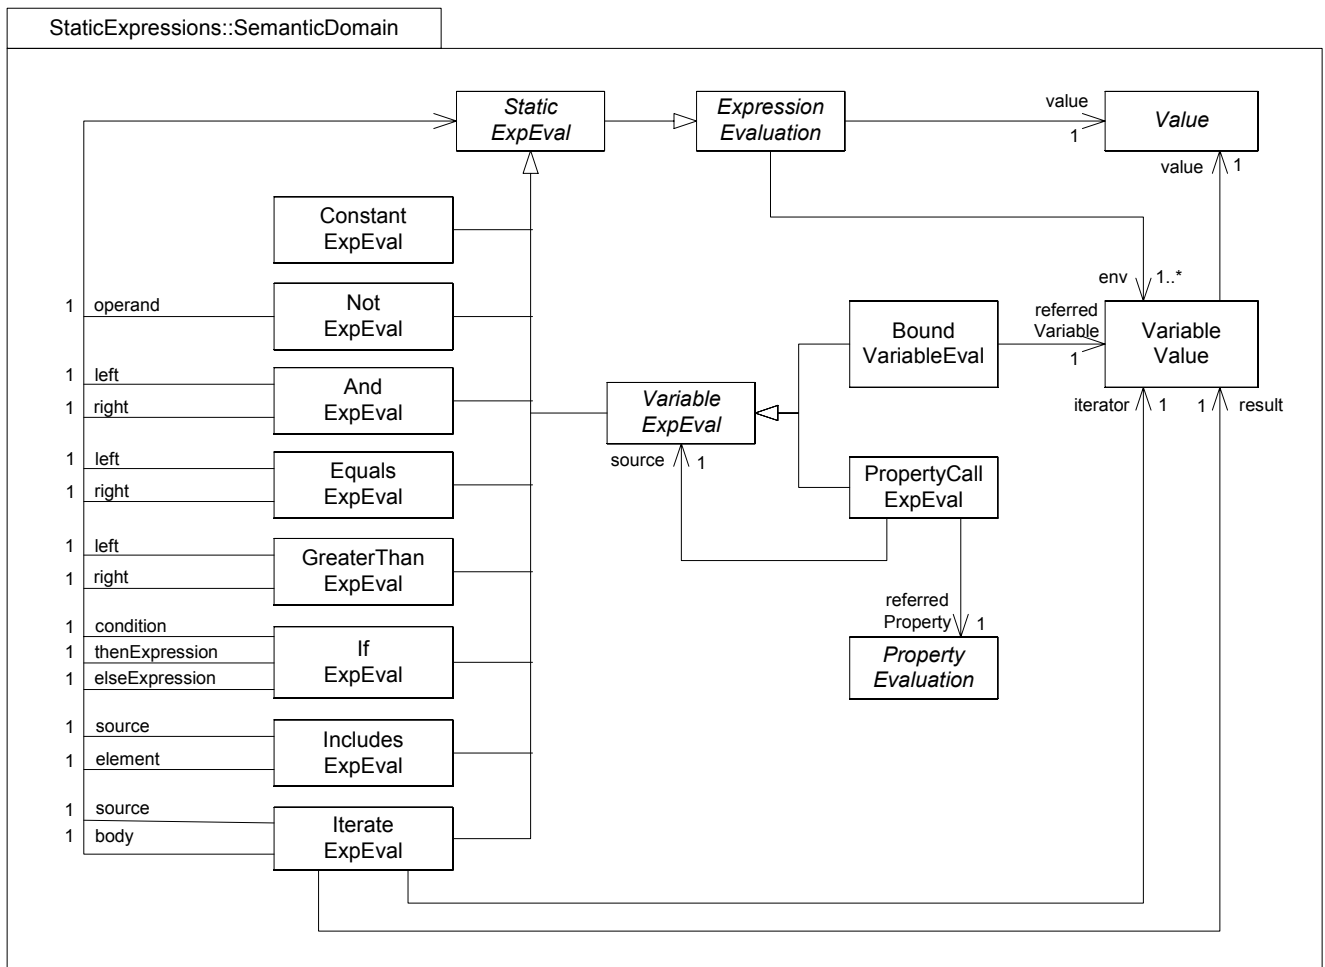 StaticExpressions::SemanticDomain
Static
ExpEval
Expression
Evaluation
value
1
Value
value
1
Constant
ExpEval
1
operand
Not
ExpEval
env
1..*
Bound
VariableEval
referred
Variable
1
Variable
Value
1
left
1
right
And
ExpEval
Variable
ExpEval
source
1
iterator
1
1
result
1
left
1
right
Equals
ExpEval
PropertyCall
ExpEval
1
left
1
right
GreaterThan
ExpEval
referred
Property
1
Property
Evaluation
1
condition
1
thenExpression
1
elseExpression
If
ExpEval
1
source
1
element
Includes
ExpEval
1
source
1
body
Iterate
ExpEval